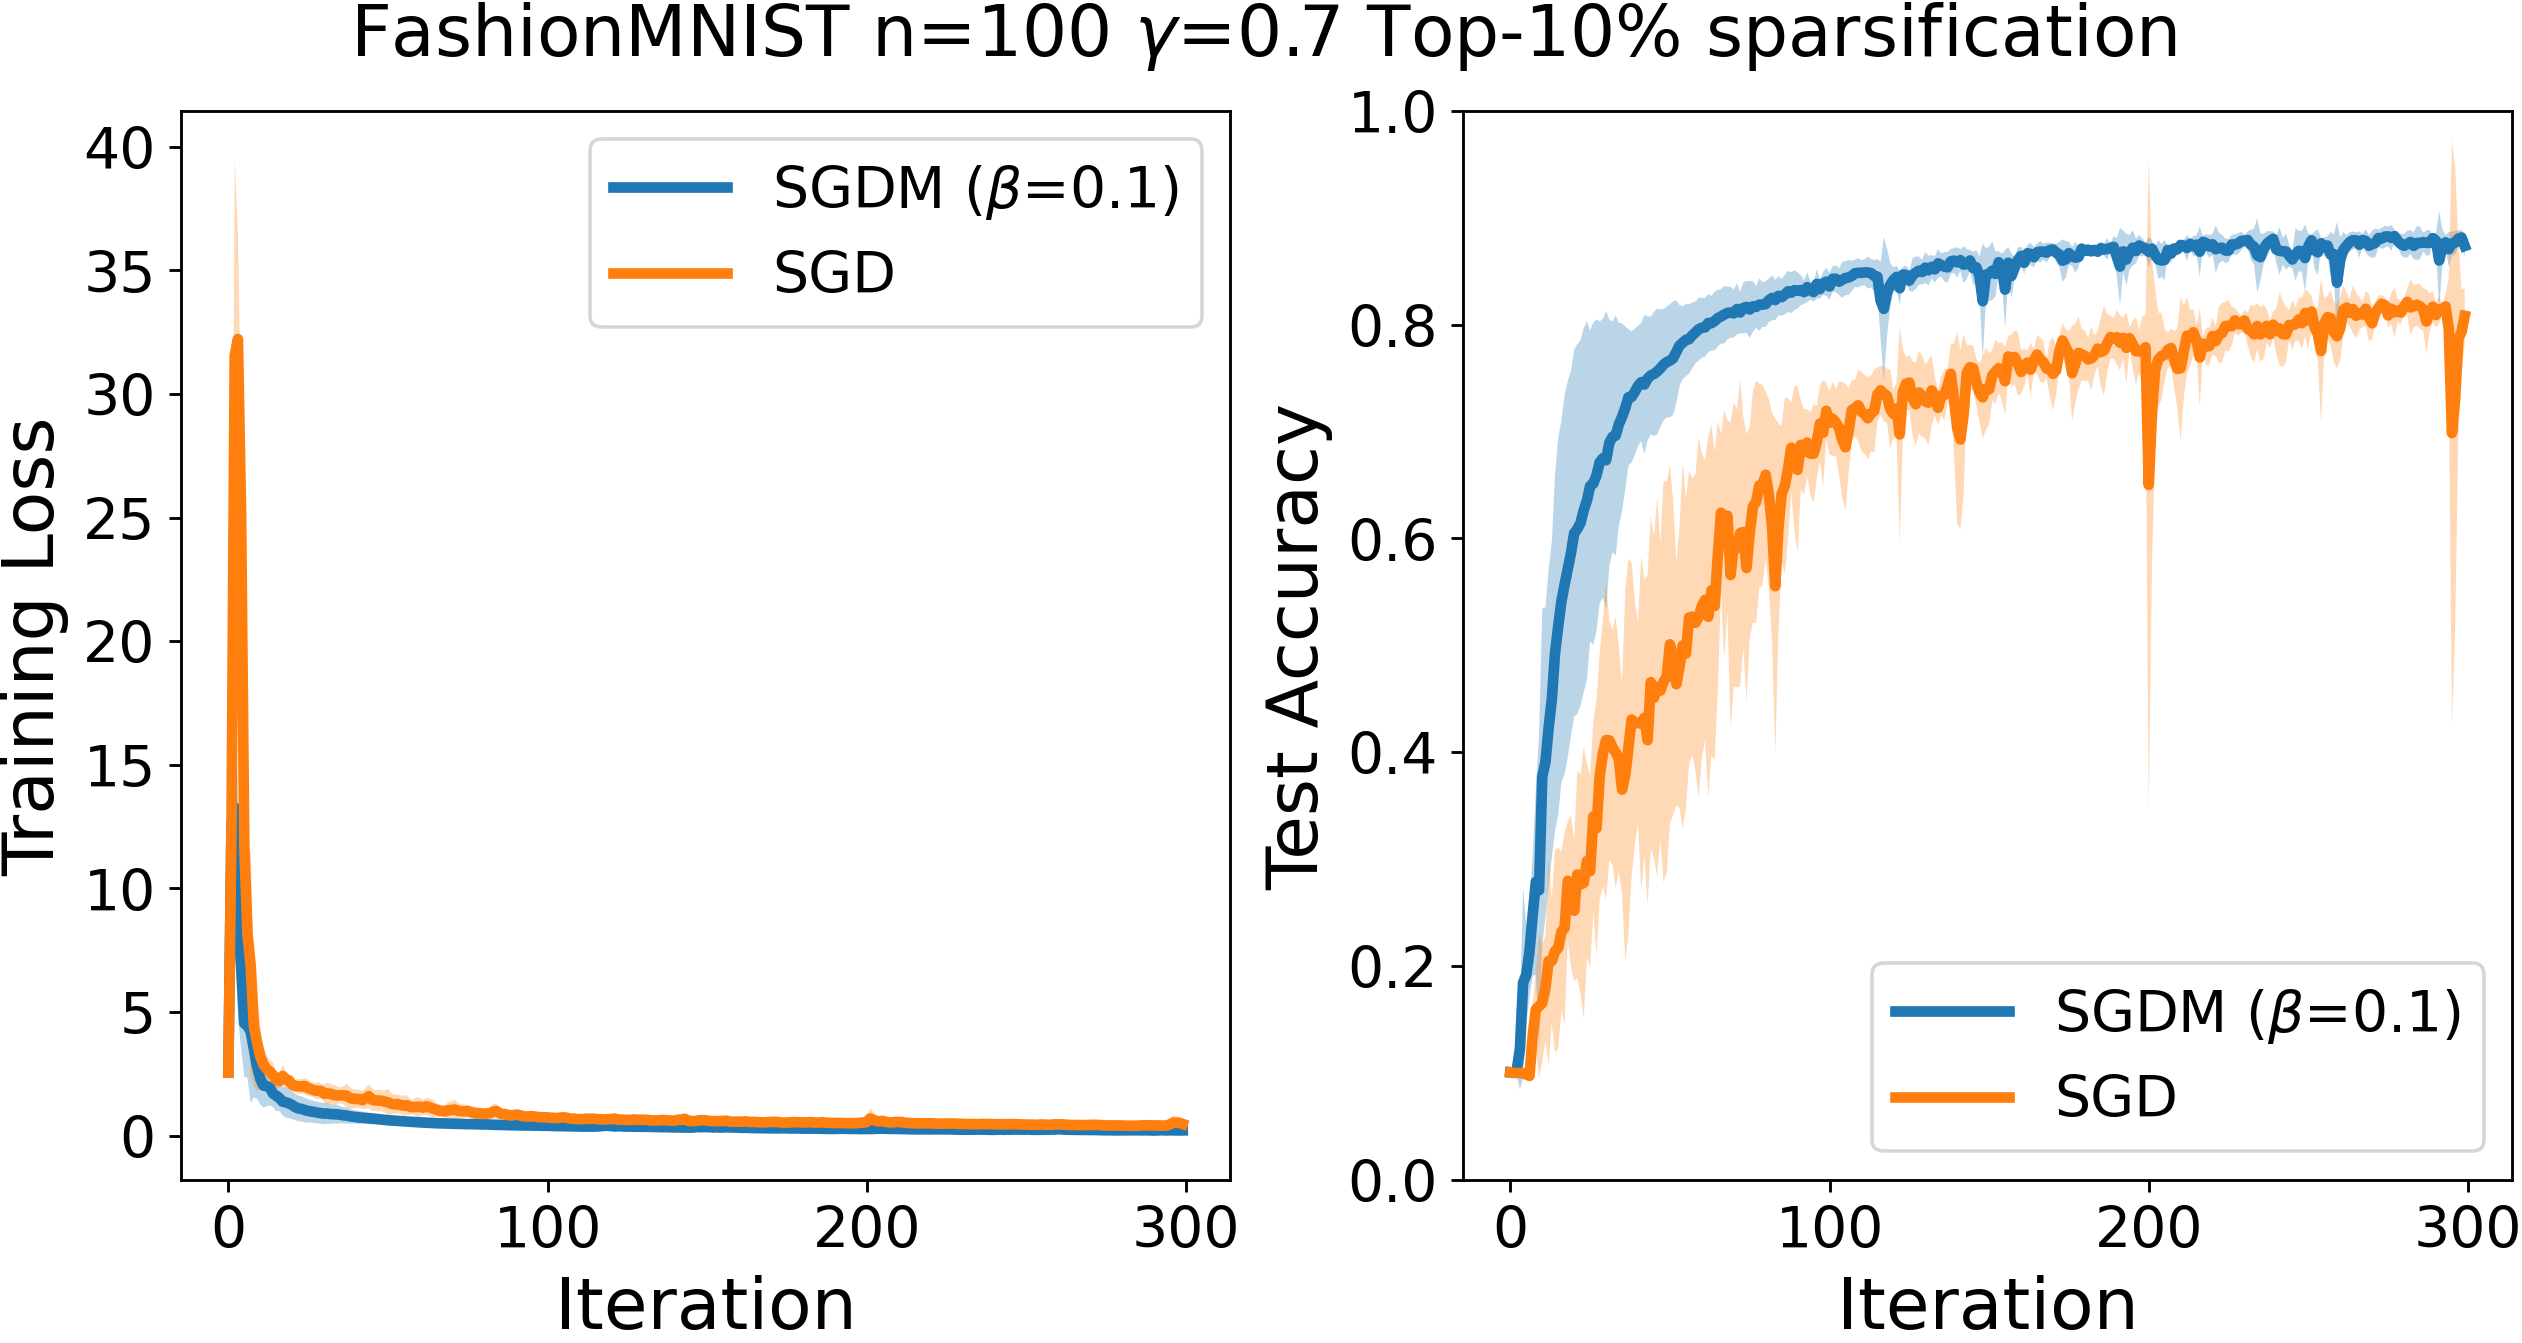 FashionMNIST n=100 γ=0.7 Top-10% sparsification
Training Loss
40
35
30
25
20
15
10
5
0
0 100 200 300
Iteration
SGDM (β=0.1)
SGD
Test Accuracy
1.0
0.8
0.6
0.4
0.2
0.0
0 100 200 300
Iteration
SGDM (β=0.1)
SGD